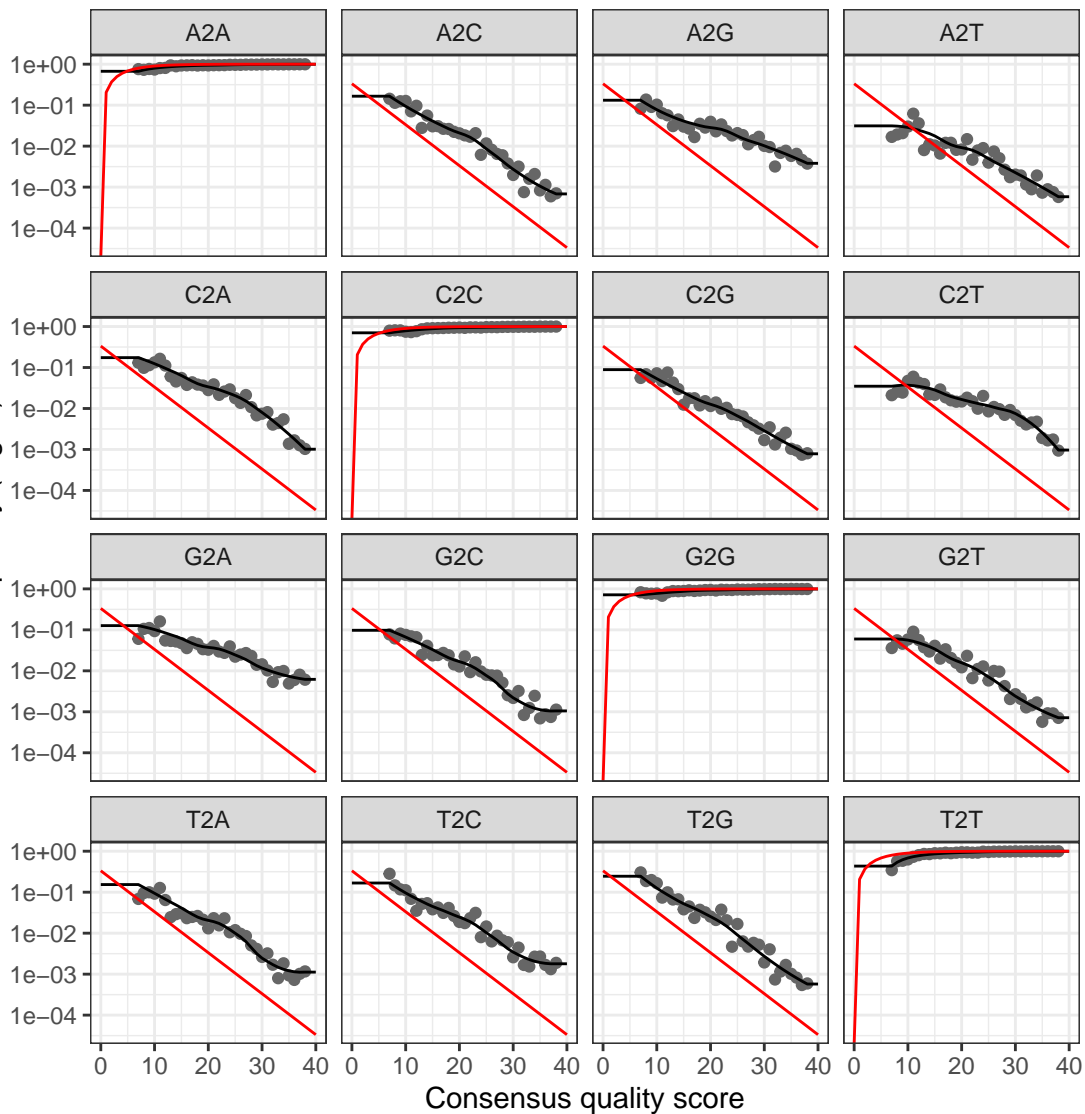 A2A A2C A2G A2T
1e+00
1e−01
1e−02
1e−03
1e−04
C2A C2C C2G C2T
1e+00
1e−01
1e−02
1e−03
1e−04
G2A G2C G2G G2T
1e+00
1e−01
1e−02
1e−03
1e−04
T2A T2C T2G T2T
1e+00
1e−01
1e−02
1e−03
1e−04
0 10 20 30 40 0 10 20 30 40 0 10 20 30 40 0 10 20 30 40
Consensus quality score